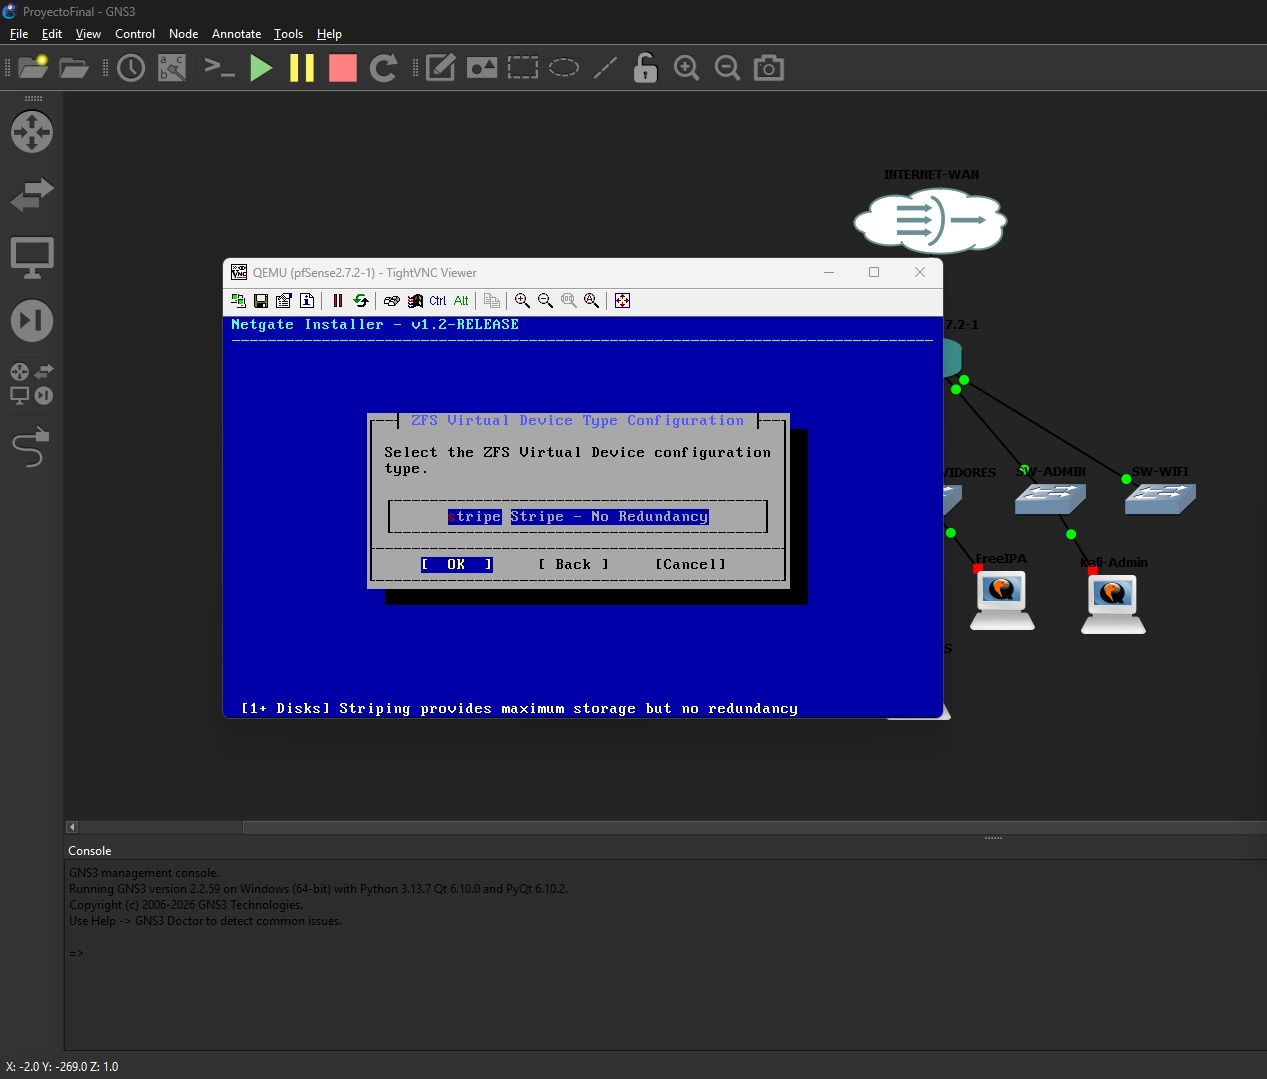 ProyectoFinal - GNS3
File Edit View Control Node Annotate Tools Help
INTERNET-WAN
QEMU (pfSense2.7.2-1) - TightVNC Viewer
Ctrl Alt
Netgate Installer - v1.2-RELEASE
7.2-1
ZFS Virtual Device Type Configuration
Select the ZFS Virtual Device configuration
type.
stripe Stripe - No Redundancy
[ OK ] [ Back ] [Cancel]
VIDORES
SW-ADMIN
SW-WIFI
FreeIPA
Kali-Admin
S
[1+ Disks] Striping provides maximum storage but no redundancy
Console
GNS3 management console.
Running GNS3 version 2.2.59 on Windows (64-bit) with Python 3.13.7 Qt 6.10.0 and PyQt 6.10.2.
Copyright (c) 2006-2026 GNS3 Technologies.
Use Help -> GNS3 Doctor to detect common issues.
=>
X: -2.0 Y: -269.0 Z: 1.0